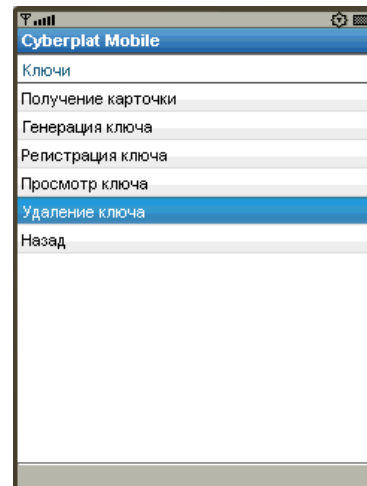 Cyberplat Mobile
Ключи
Получение карточки
Генерация ключа
Регистрация ключа
Просмотр ключа
Удаление ключа
Назад